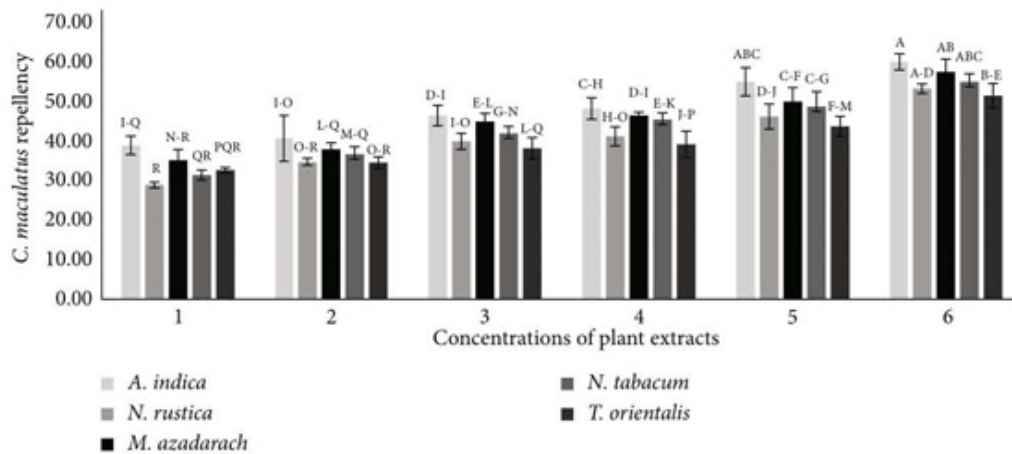 C. maculatus repellency
70.00
60.00
50.00
40.00
30.00
20.00
10.00
0.00
I-Q
R
N-R
QR
PQR
I-O
O-R
L-Q
M-Q
O-R
D-I
I-O
E-L
G-N
L-Q
C-H
H-O
D-I
E-K
J-P
ABC
D-J
C-F
C-G
F-M
A
A-D
AB
ABC
B-E
1 2 3 4 5 6
Concentrations of plant extracts
A. indica
N. rustica
M. azadarach
N. tabacum
T. orientalis